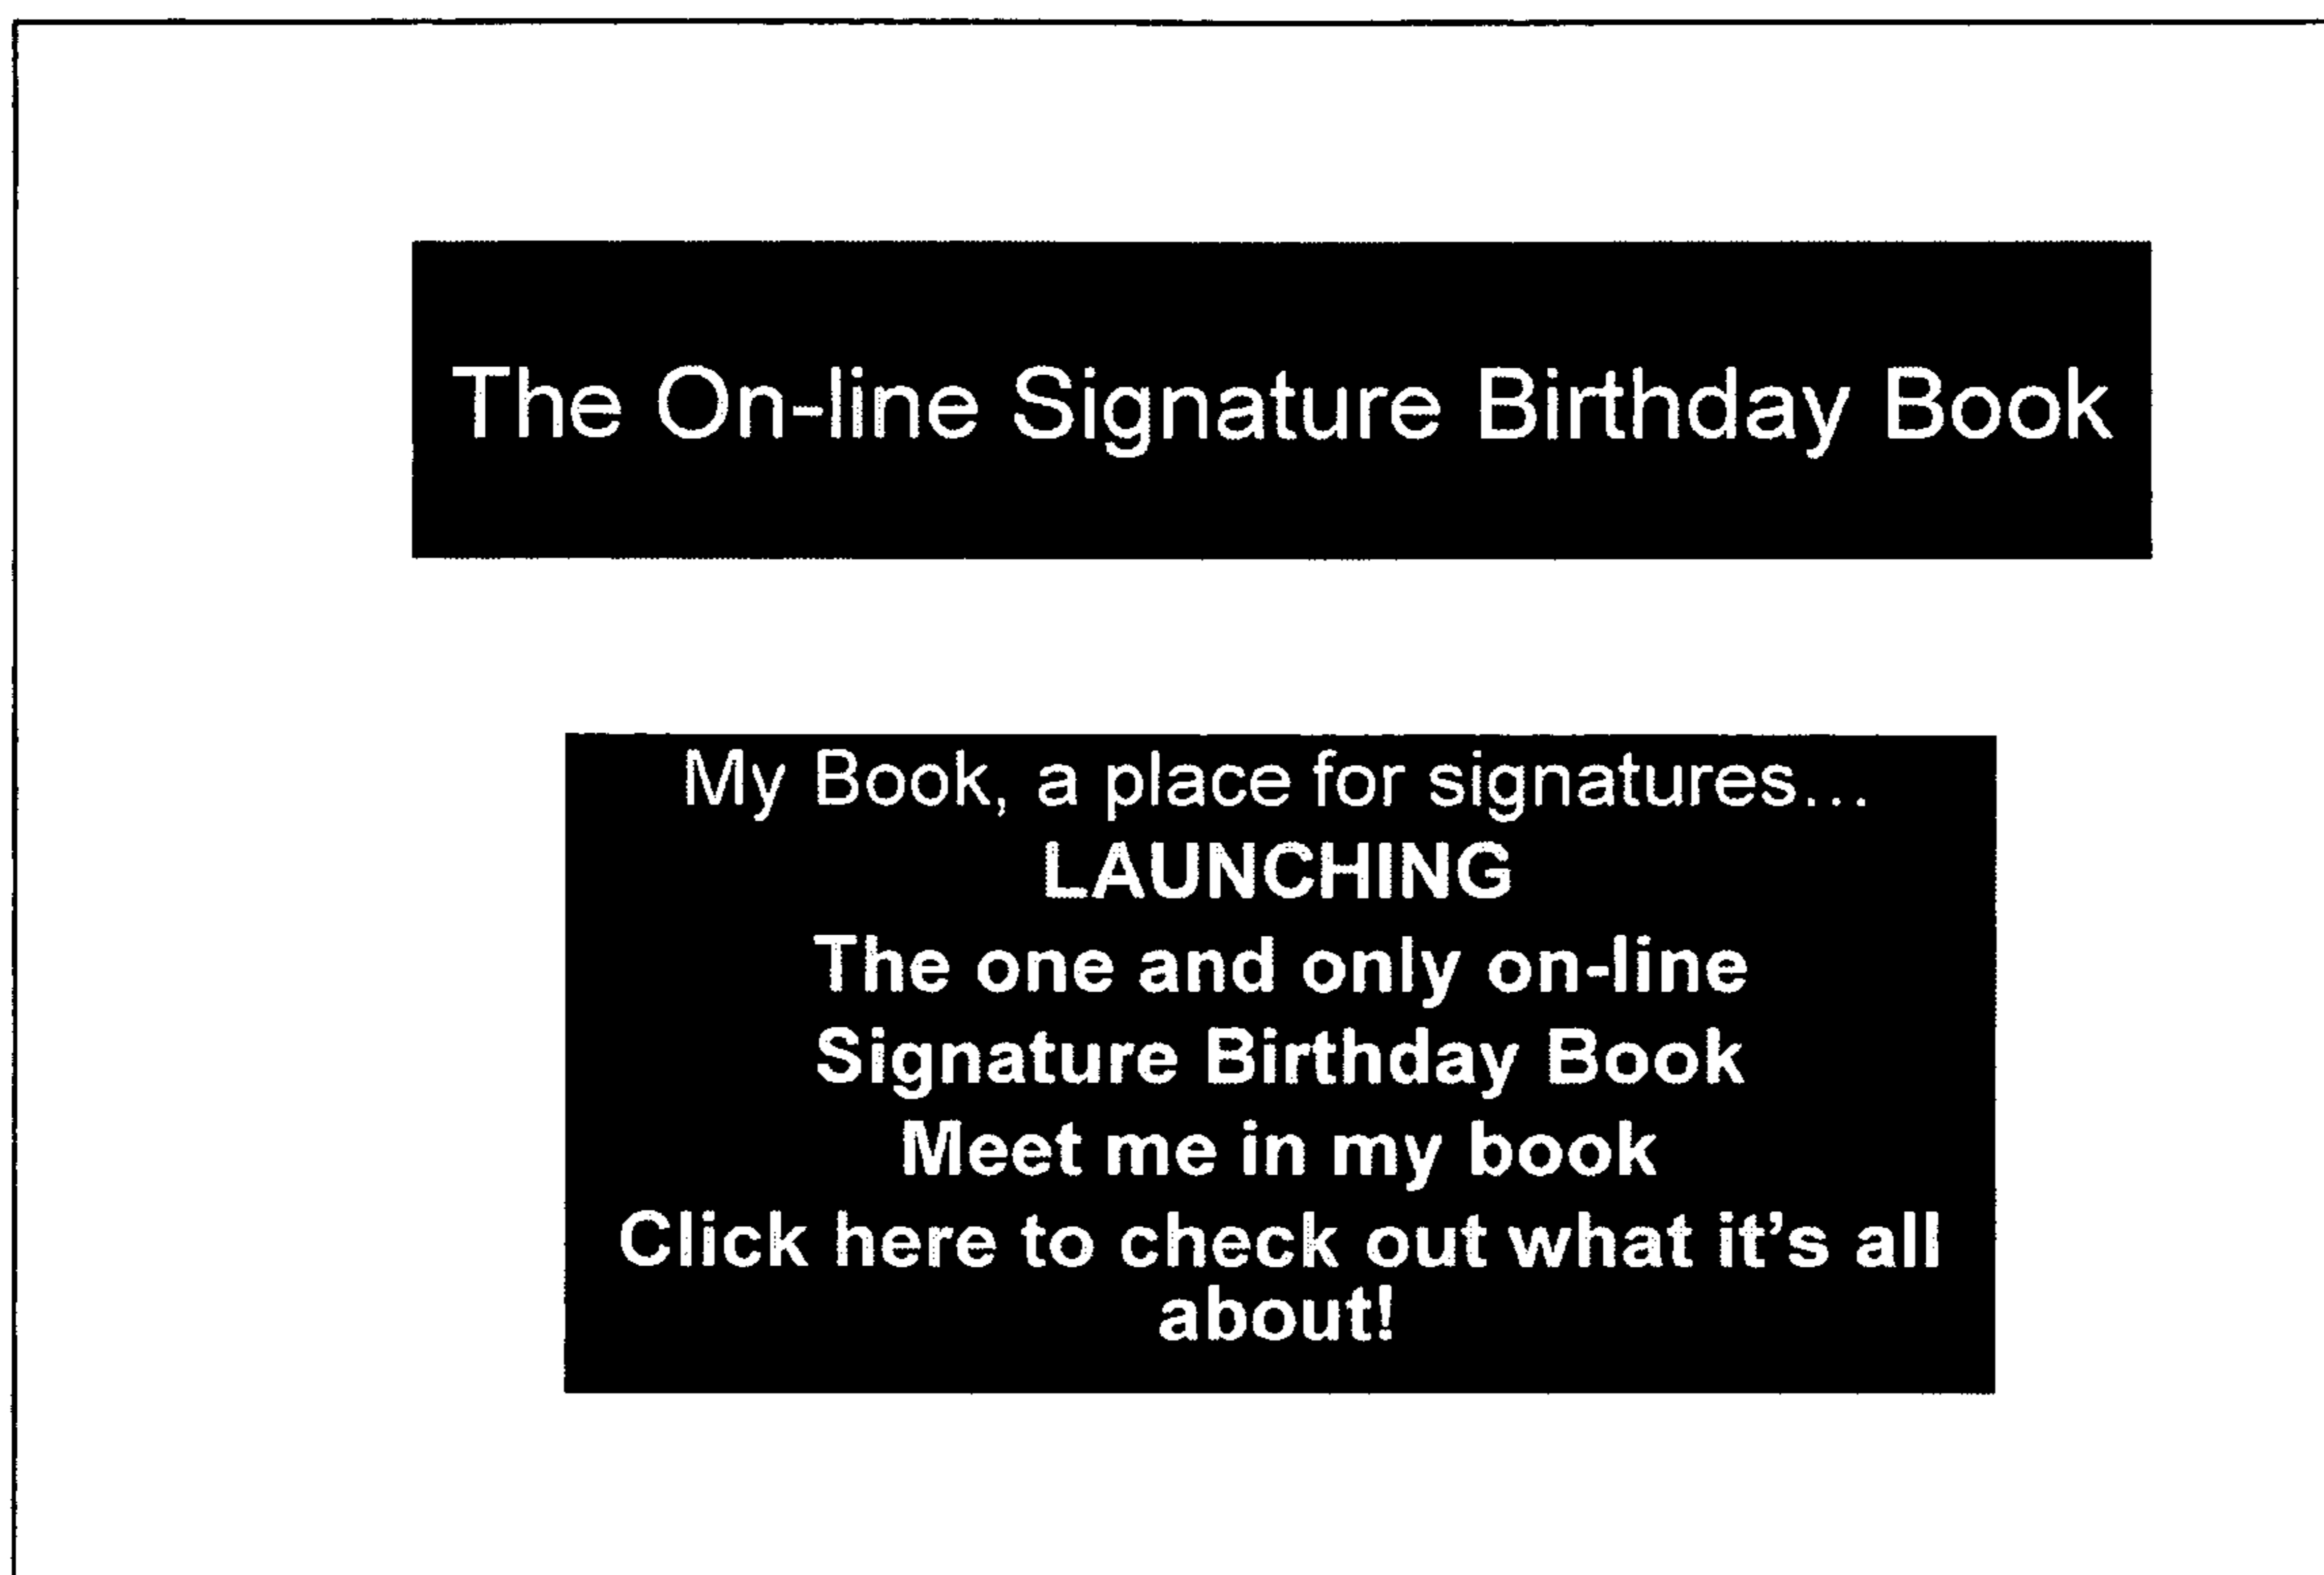 The On-line Signature Birthday Book
My Book, a place for signatures...
LAUNCHING
The one and only on-line
Signature Birthday Book
Meet me in my book
Click here to check out what it's all
about!